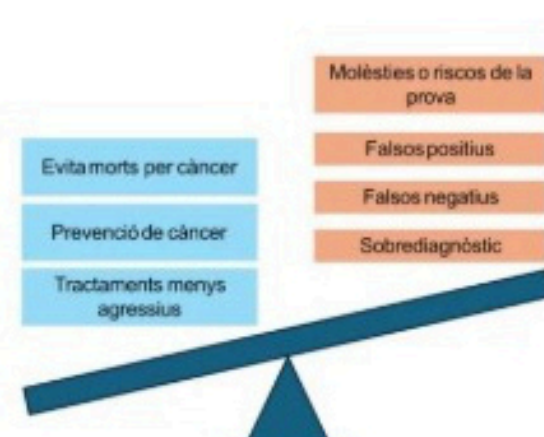 Evita morts per càncer
Prevenció de càncer
Tractaments menys
agressius
Molèsties o riscos de la
prova
Falsos positius
Falsos negatius
Sobrediagnòstic